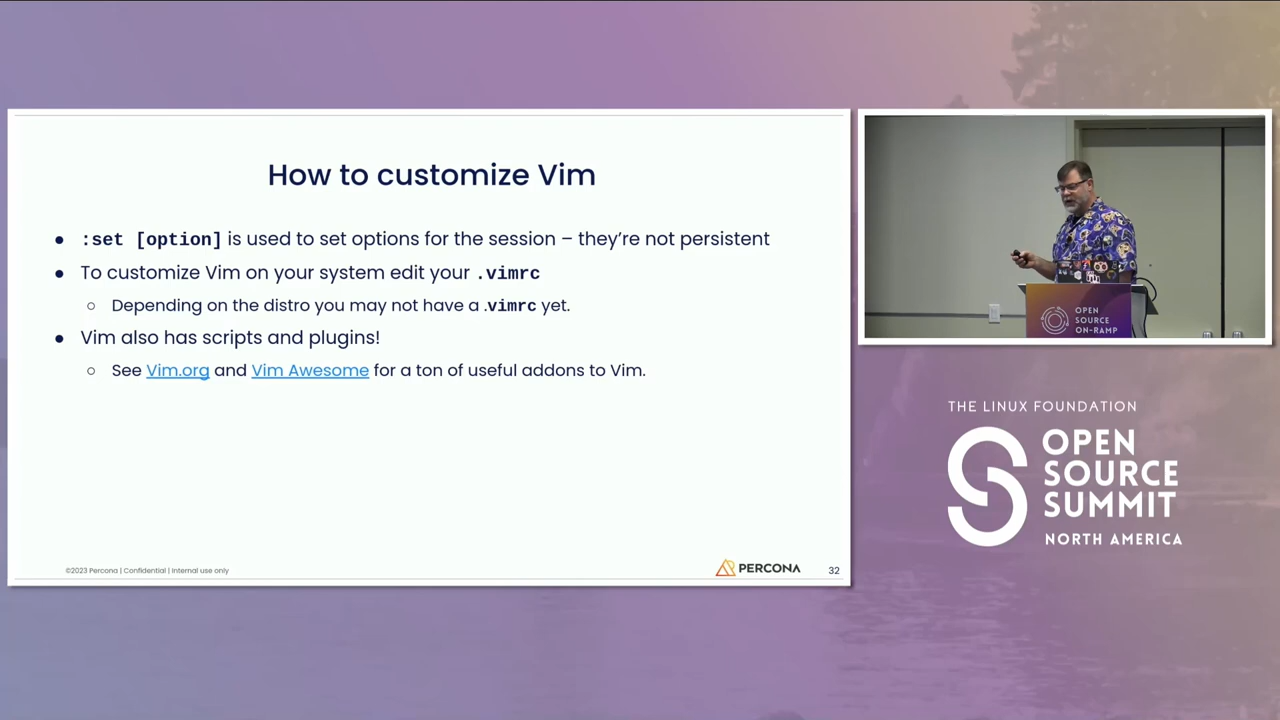 How to customize Vim
● :set [option] is used to set options for the session – they're not persistent
● To customize Vim on your system edit your .vimrc
○ Depending on the distro you may not have a .vimrc yet.
● Vim also has scripts and plugins!
○ See Vim.org and Vim Awesome for a ton of useful addons to Vim.
©2023 Percona | Confidential | Internal use only
PERCONA
32
OPEN
SOURCE
ON-RAMP
THE LINUX FOUNDATION
OPEN
SOURCE
SUMMIT
NORTH AMERICA